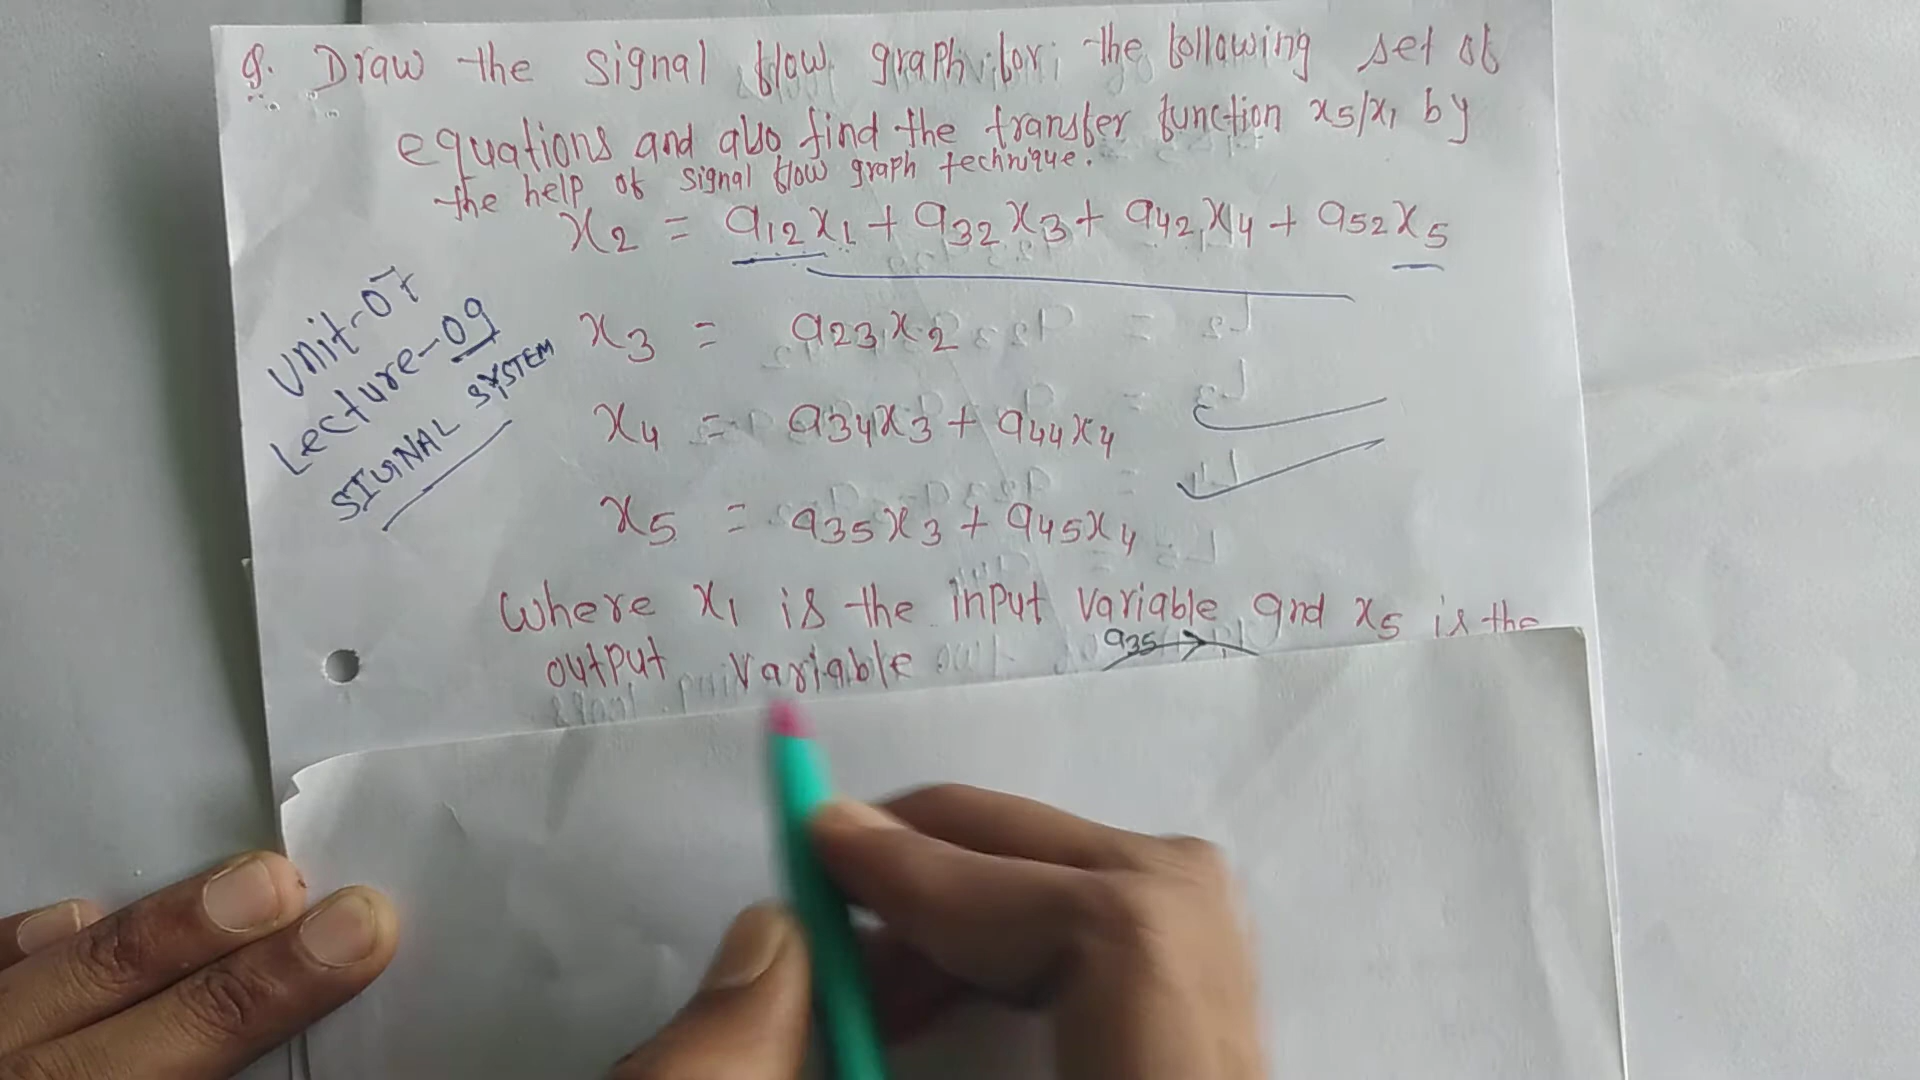 Q. Draw the signal flow graph for the following set of
equations and also find the transfer function x5/x1 by
the help of signal flow graph technique.
x2 = a12x1 + a32x3 + a42x4 + a52x5
x3 = a23x2
x4 = a34x3 + a44x4
x5 = a35x3 + a45x4
Unit-07
Lecture-09
SIGNAL SYSTEM
where x1 is the input variable and x5 is the
output variable
a35